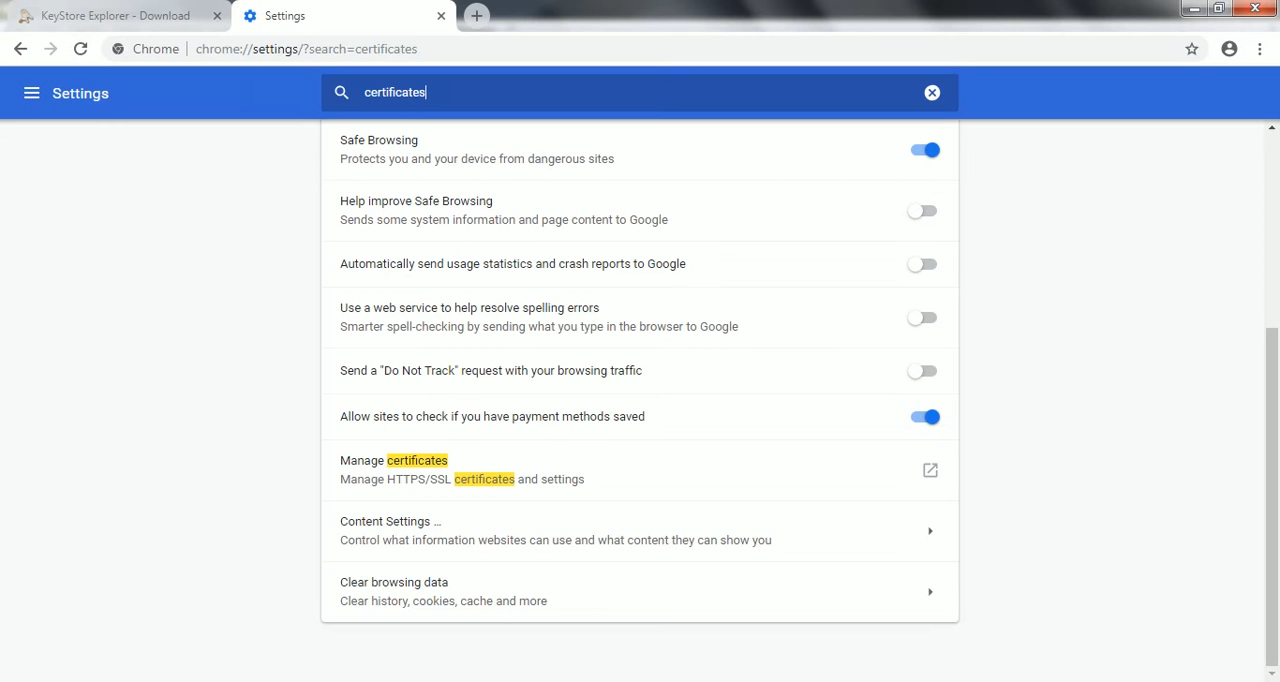 KeyStore Explorer - Download
Settings
Chrome
chrome://settings/?search=certificates
Settings
certificates
Safe Browsing
Protects you and your device from dangerous sites
Help improve Safe Browsing
Sends some system information and page content to Google
Automatically send usage statistics and crash reports to Google
Use a web service to help resolve spelling errors
Smarter spell-checking by sending what you type in the browser to Google
Send a "Do Not Track" request with your browsing traffic
Allow sites to check if you have payment methods saved
Manage certificates
Manage HTTPS/SSL certificates and settings
Content Settings ...
Control what information websites can use and what content they can show you
Clear browsing data
Clear history, cookies, cache and more